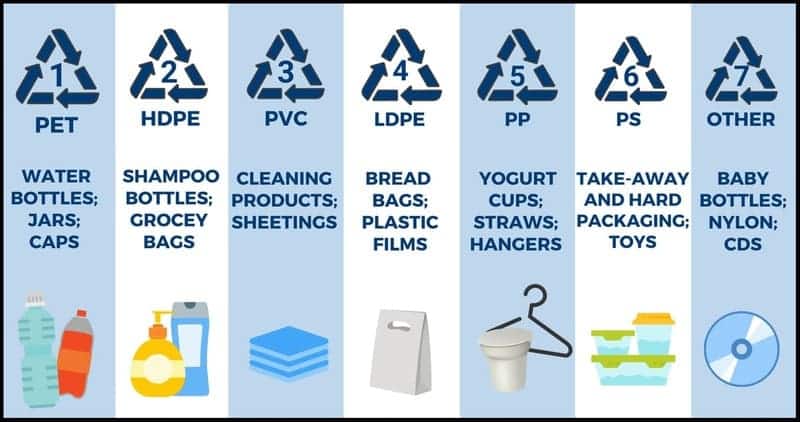 1
PET
WATER
BOTTLES;
JARS;
CAPS
2
HDPE
SHAMPOO
BOTTLES;
GROCEY
BAGS
3
PVC
CLEANING
PRODUCTS;
SHEETINGS
4
LDPE
BREAD
BAGS;
PLASTIC
FILMS
5
PP
YOGURT
CUPS;
STRAWS;
HANGERS
6
PS
TAKE-AWAY
AND HARD
PACKAGING;
TOYS
7
OTHER
BABY
BOTTLES;
NYLON;
CDS